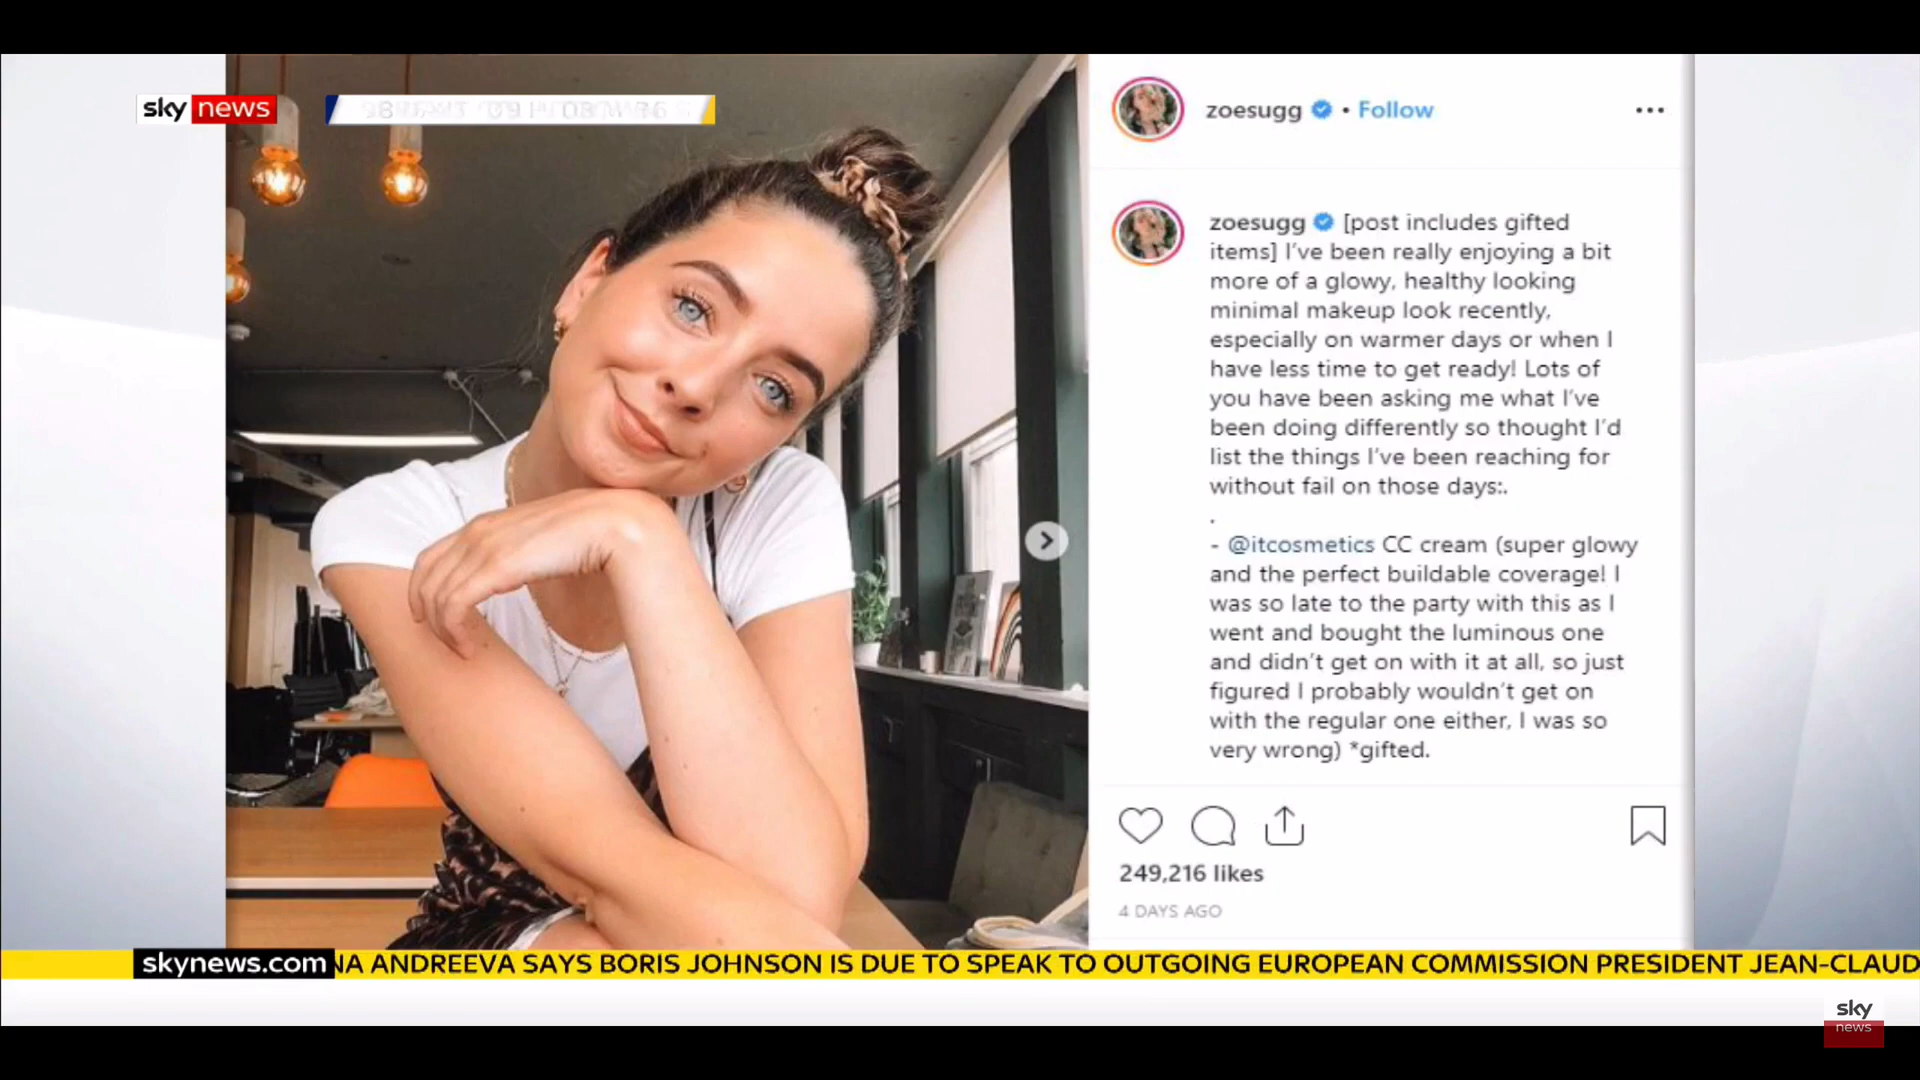 sky news
zoesugg • Follow
zoesugg [post includes gifted
items] I've been really enjoying a bit
more of a glowy, healthy looking
minimal makeup look recently,
especially on warmer days or when I
have less time to get ready! Lots of
you have been asking me what I've
been doing differently so thought I'd
list the things I've been reaching for
without fail on those days:.
.
- @itcosmetics CC cream (super glowy
and the perfect buildable coverage! I
was so late to the party with this as I
went and bought the luminous one
and didn't get on with it at all, so just
figured I probably wouldn't get on
with the regular one either, I was so
very wrong) *gifted.
249,216 likes
4 DAYS AGO
skynews.com NA ANDREEVA SAYS BORIS JOHNSON IS DUE TO SPEAK TO OUTGOING EUROPEAN COMMISSION PRESIDENT JEAN-CLAUD
sky
news